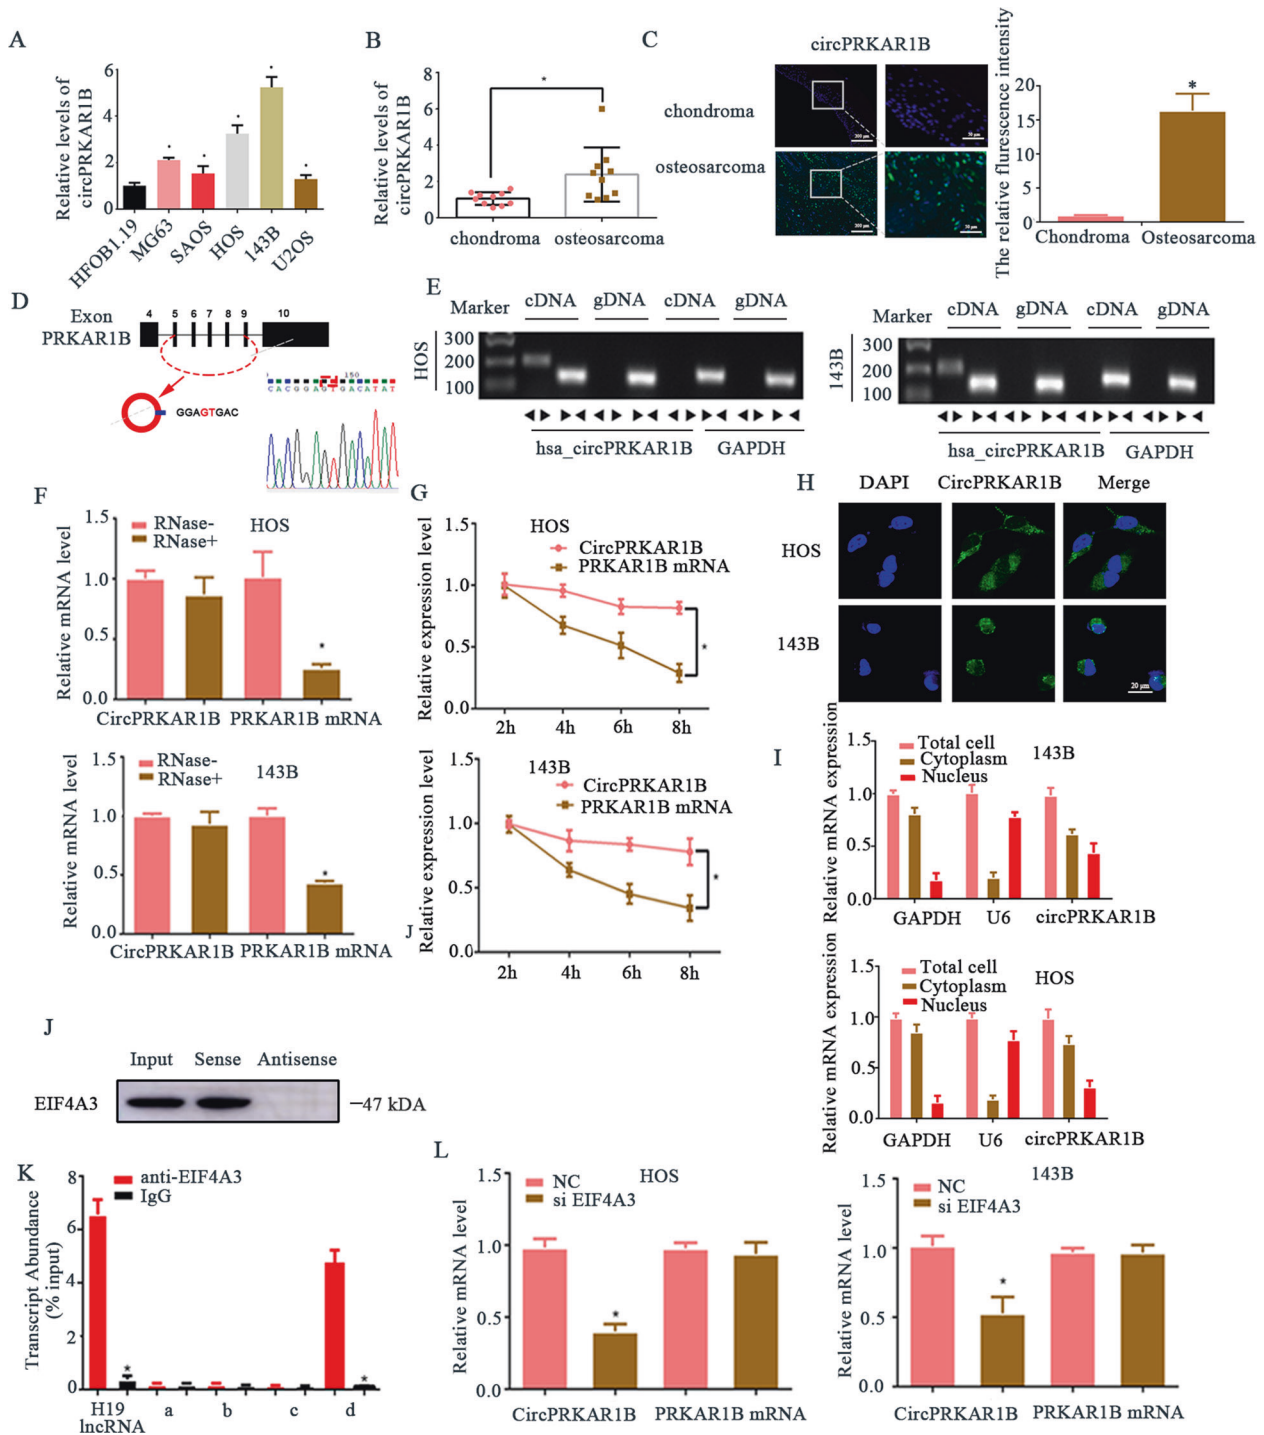 A
Relative levels of
circPRKAR1B
6
4
2
0
HFOB1.19
MG63
SAOS
HOS
143B
U2OS
B
Relative levels of
circPRKAR1B
8
6
4
2
0
*
chondroma
osteosarcoma
C
circPRKAR1B
chondroma
osteosarcoma
200 μm
50 μm
200 μm
50 μm
The relative flurescence intensity
20
15
10
5
0
*
Chondroma
Osteosarcoma
D
Exon
PRKAR1B
4 5 6 7 8 9 10
GGAGTGAC
150
CACGGAGTGACATAT
E
Marker cDNA gDNA cDNA gDNA
HOS
300
200
100
hsa_circPRKAR1B GAPDH
Marker cDNA gDNA cDNA gDNA
143B
300
200
100
hsa_circPRKAR1B GAPDH
F
Relative mRNA level
1.5
1.0
0.5
0.0
RNase-
RNase+
HOS
*
CircPRKAR1B PRKAR1B mRNA
Relative mRNA level
1.5
1.0
0.5
0.0
RNase-
RNase+
143B
*
CircPRKAR1B PRKAR1B mRNA
G
Relative expression level
1.5
1.0
0.5
0.0
HOS
CircPRKAR1B
PRKAR1B mRNA
*
2h 4h 6h 8h
Relative expression level
1.5
1.0
0.5
0.0
143B
CircPRKAR1B
PRKAR1B mRNA
*
2h 4h 6h 8h
J
H
DAPI CircPRKAR1B Merge
HOS
143B
20 μm
I
Relative mRNA expression
1.5
1.0
0.5
0.0
Total cell
Cytoplasm
Nucleus
143B
GAPDH U6 circPRKAR1B
Relative mRNA expression
1.5
1.0
0.5
0.0
Total cell
Cytoplasm
Nucleus
HOS
GAPDH U6 circPRKAR1B
J
Input Sense Antisense
EIF4A3
–47 kDA
K
Transcript Abundance
(% input)
8
6
4
2
0
anti-EIF4A3
IgG
*
*
H19
lncRNA
a b c d
L
Relative mRNA level
1.5
1.0
0.5
0.0
NC
si EIF4A3
HOS
*
CircPRKAR1B PRKAR1B mRNA
Relative mRNA level
1.5
1.0
0.5
0.0
NC
si EIF4A3
143B
*
CircPRKAR1B PRKAR1B mRNA